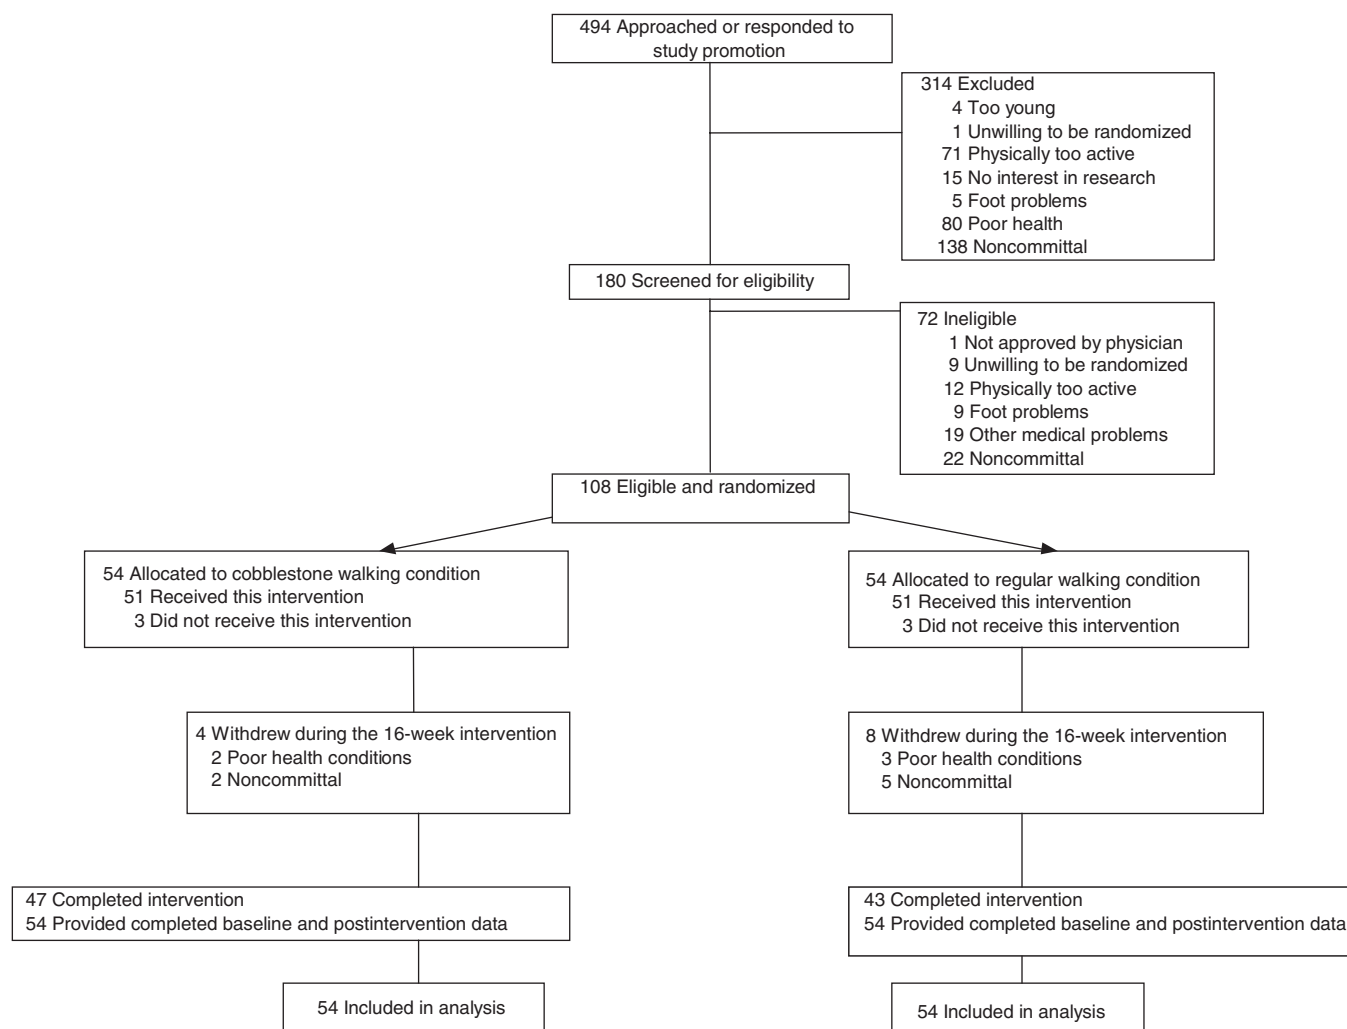 494 Approached or responded to
study promotion
314 Excluded
4 Too young
1 Unwilling to be randomized
71 Physically too active
15 No interest in research
5 Foot problems
80 Poor health
138 Noncommittal
180 Screened for eligibility
72 Ineligible
1 Not approved by physician
9 Unwilling to be randomized
12 Physically too active
9 Foot problems
19 Other medical problems
22 Noncommittal
108 Eligible and randomized
54 Allocated to cobblestone walking condition
51 Received this intervention
3 Did not receive this intervention
54 Allocated to regular walking condition
51 Received this intervention
3 Did not receive this intervention
4 Withdrew during the 16-week intervention
2 Poor health conditions
2 Noncommittal
8 Withdrew during the 16-week intervention
3 Poor health conditions
5 Noncommittal
47 Completed intervention
54 Provided completed baseline and postintervention data
43 Completed intervention
54 Provided completed baseline and postintervention data
54 Included in analysis
54 Included in analysis